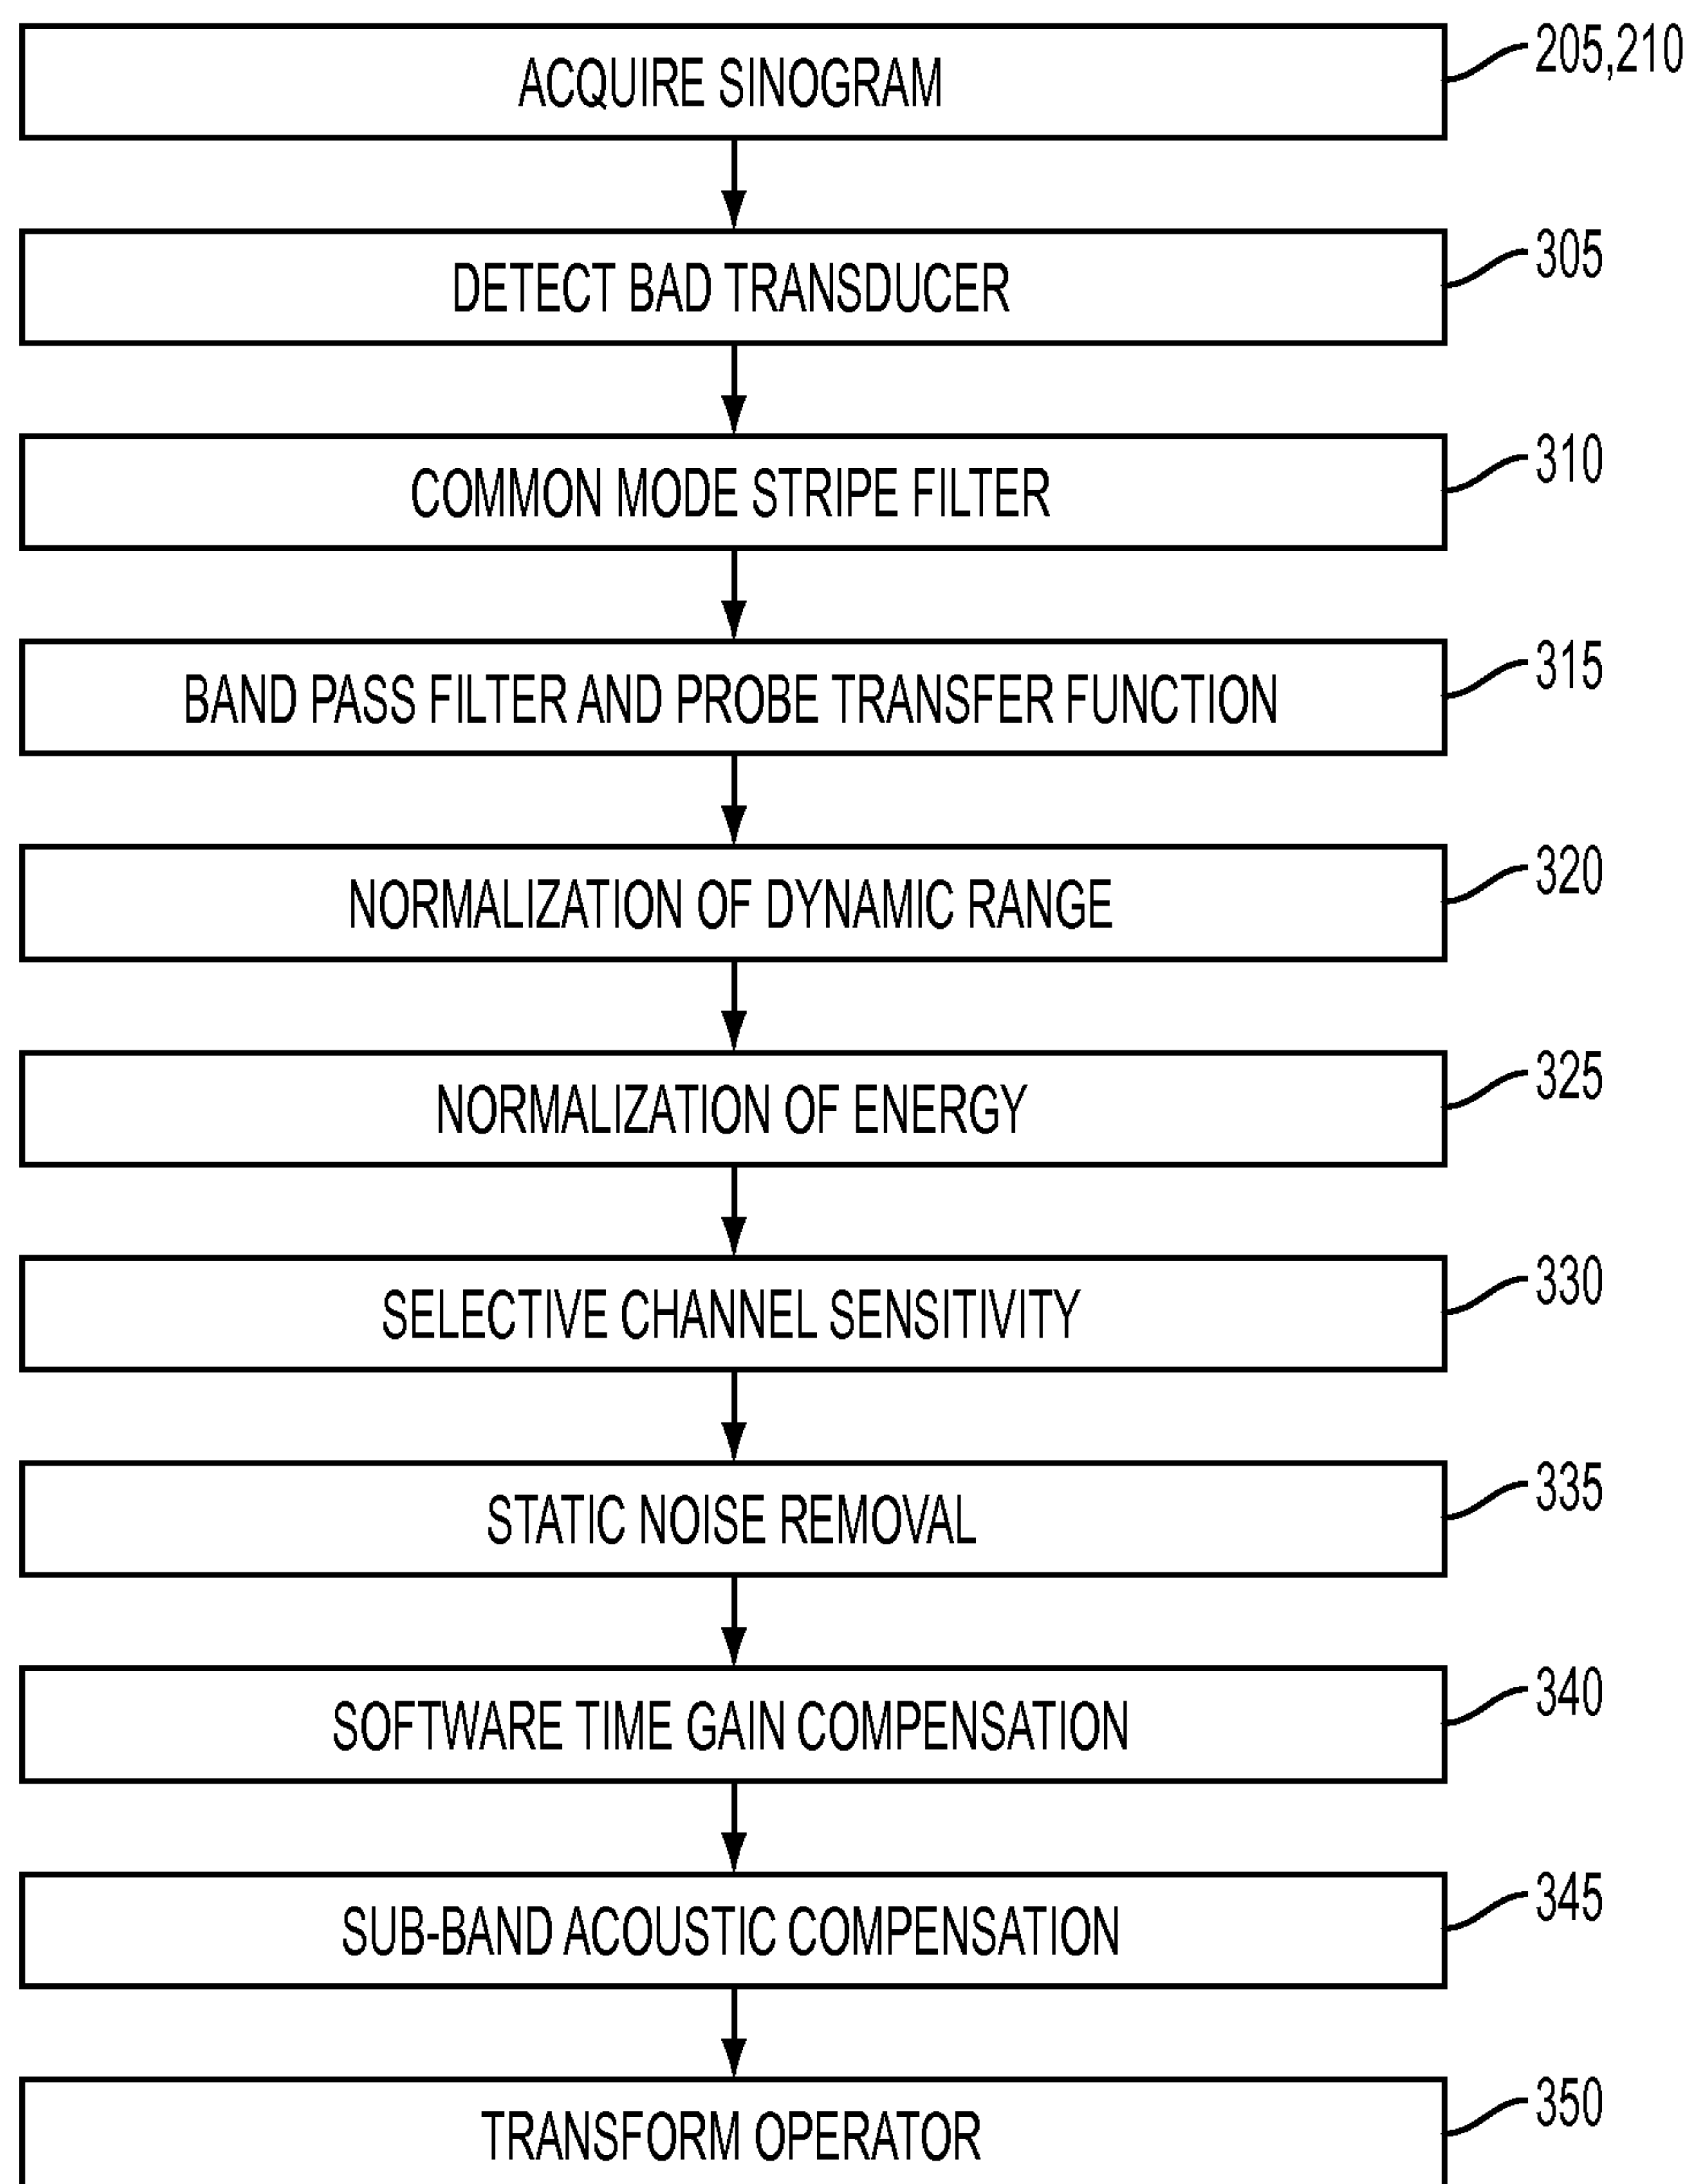 ACQUIRE SINOGRAM 205,210
DETECT BAD TRANSDUCER 305
COMMON MODE STRIPE FILTER 310
BAND PASS FILTER AND PROBE TRANSFER FUNCTION 315
NORMALIZATION OF DYNAMIC RANGE 320
NORMALIZATION OF ENERGY 325
SELECTIVE CHANNEL SENSITIVITY 330
STATIC NOISE REMOVAL 335
SOFTWARE TIME GAIN COMPENSATION 340
SUB-BAND ACOUSTIC COMPENSATION 345
TRANSFORM OPERATOR 350